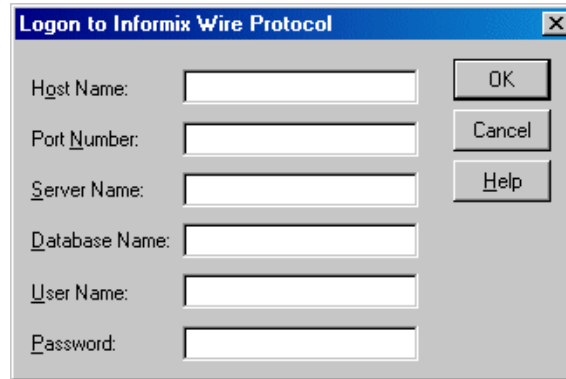 Logon to Informix Wire Protocol
Host Name:
OK
Port Number:
Cancel
Server Name:
Help
Database Name:
User Name:
Password: